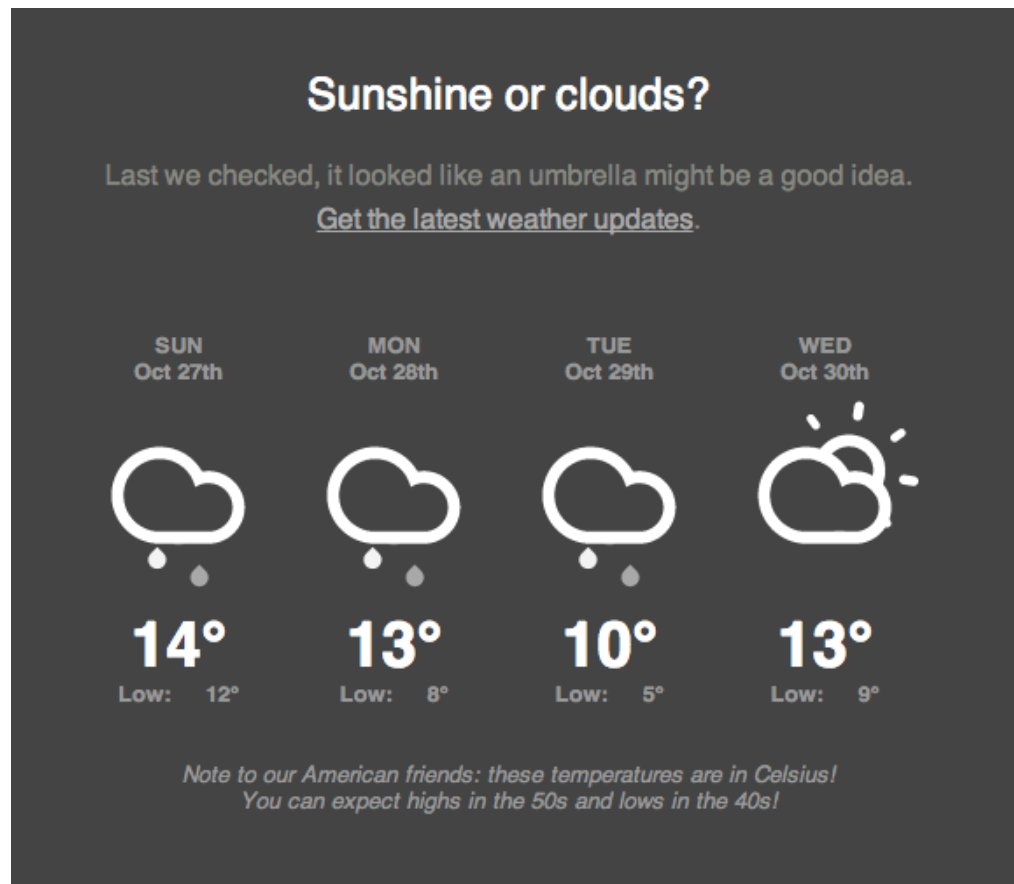 Sunshine or clouds?
Last we checked, it looked like an umbrella might be a good idea.
Get the latest weather updates.
SUN MON TUE WED
Oct 27th Oct 28th Oct 29th Oct 30th
14° 13° 10° 13°
Low: 12° Low: 8° Low: 5° Low: 9°
Note to our American friends: these temperatures are in Celsius!
You can expect highs in the 50s and lows in the 40s!